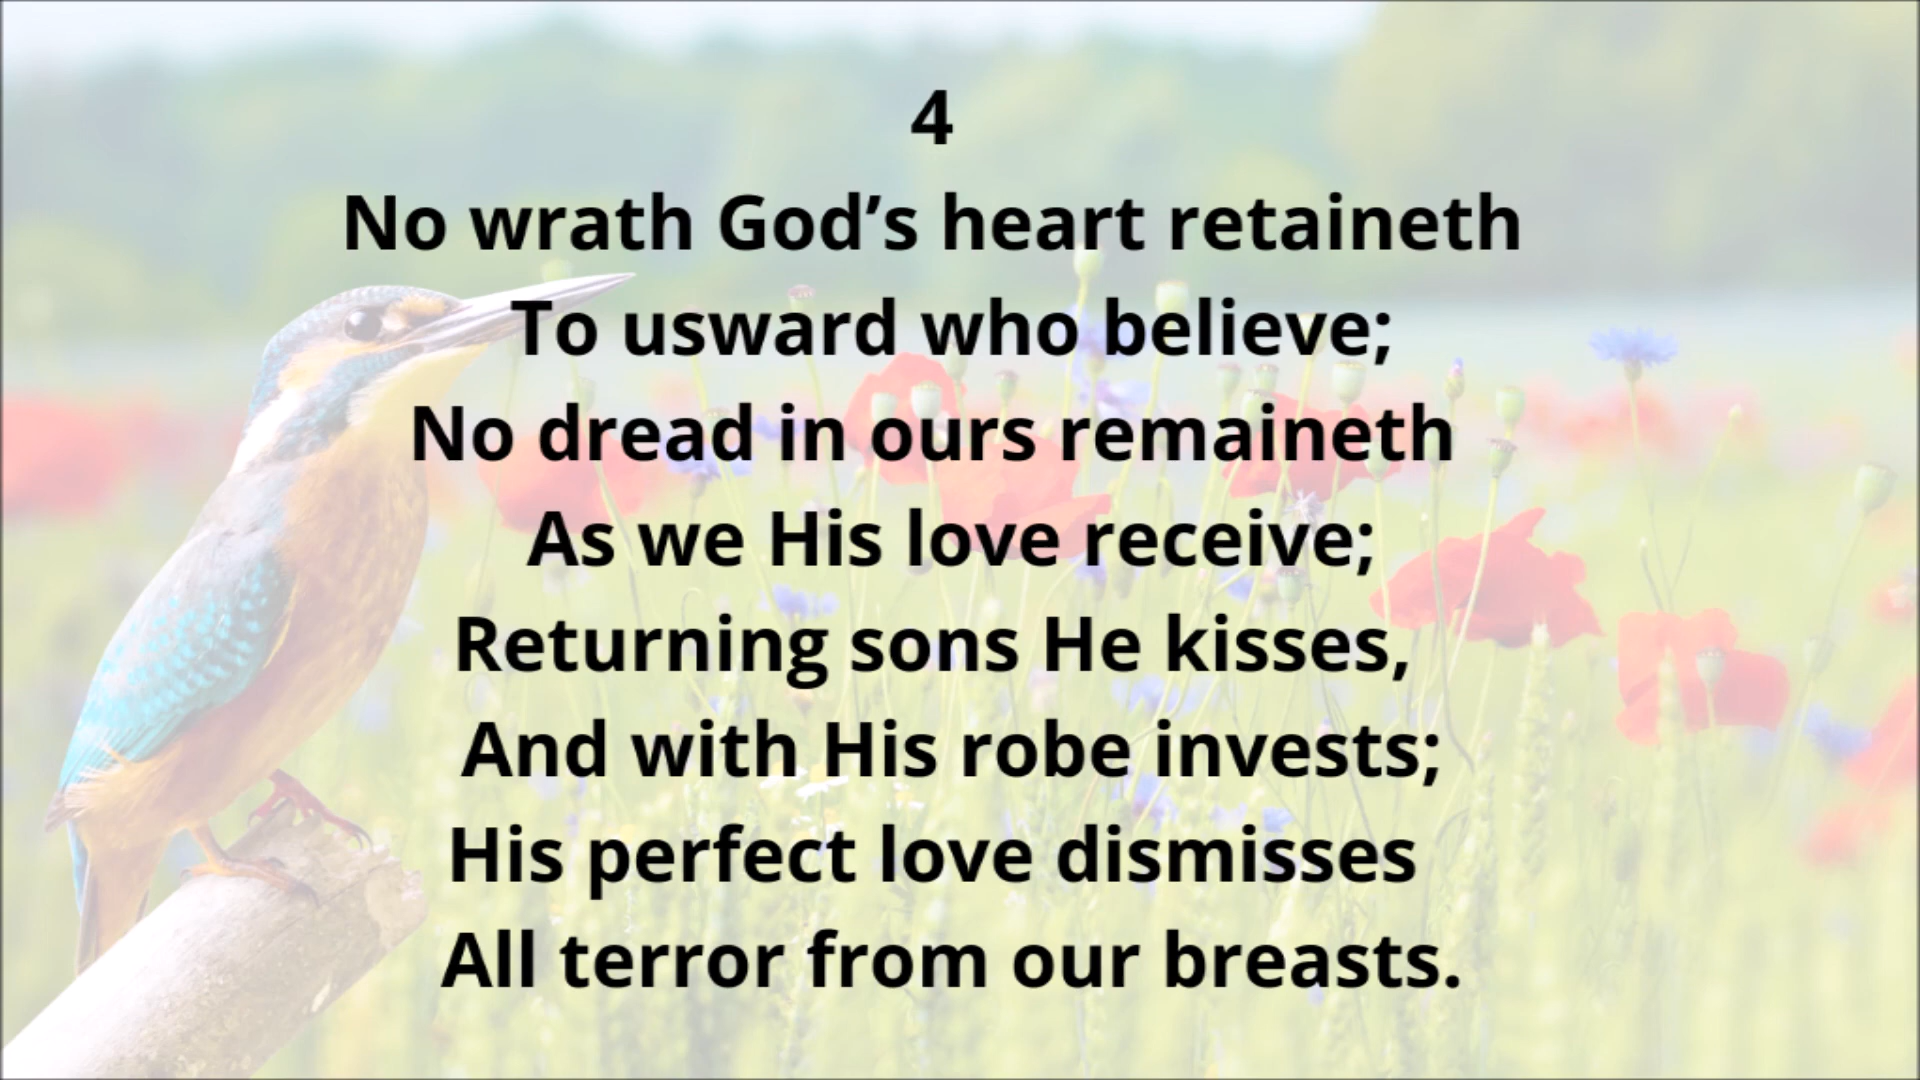 4
No wrath God’s heart retaineth
To usward who believe;
No dread in ours remaineth
As we His love receive;
Returning sons He kisses,
And with His robe invests;
His perfect love dismisses
All terror from our breasts.